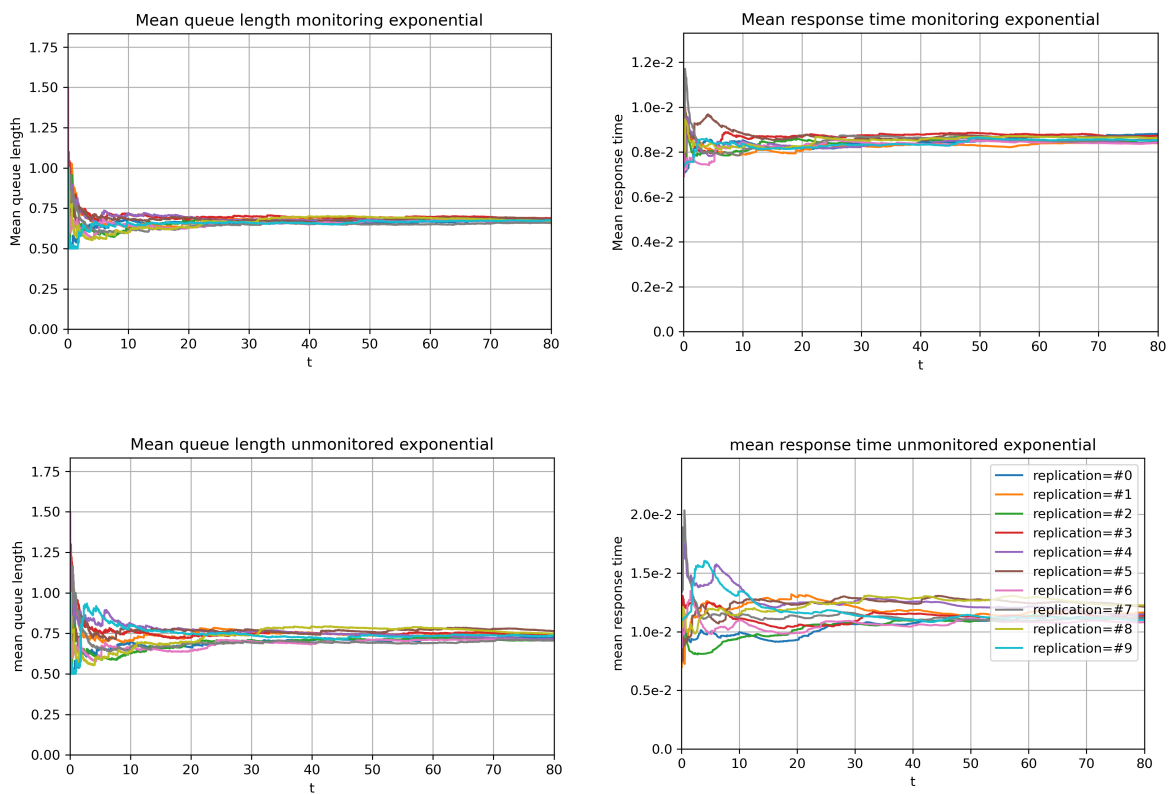 Mean queue length monitoring exponential
Mean queue length
1.75
1.50
1.25
1.00
0.75
0.50
0.25
0.00
0 10 20 30 40 50 60 70 80
t
Mean response time monitoring exponential
Mean response time
1.2e-2
1.0e-2
0.8e-2
0.6e-2
0.4e-2
0.2e-2
0.0
0 10 20 30 40 50 60 70 80
t
Mean queue length unmonitored exponential
mean queue length
1.75
1.50
1.25
1.00
0.75
0.50
0.25
0.00
0 10 20 30 40 50 60 70 80
t
mean response time unmonitored exponential
mean response time
2.0e-2
1.5e-2
1.0e-2
0.5e-2
0.0
replication=#0
replication=#1
replication=#2
replication=#3
replication=#4
replication=#5
replication=#6
replication=#7
replication=#8
replication=#9
0 10 20 30 40 50 60 70 80
t